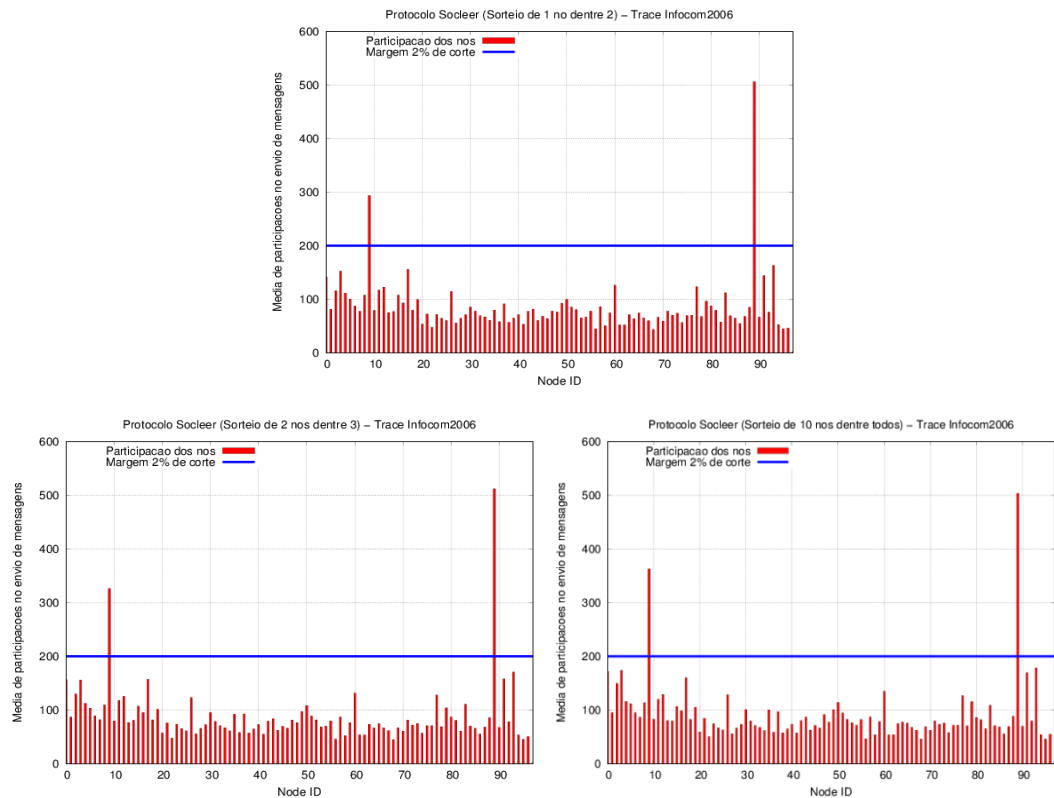 Protocolo Socleer (Sorteio de 1 no dentre 2) – Trace Infocom2006
Participacao dos nos
Margem 2% de corte
Media de participacoes no envio de mensagens
600
500
400
300
200
100
0
0 10 20 30 40 50 60 70 80 90
Node ID
Protocolo Socleer (Sorteio de 2 nos dentre 3) – Trace Infocom2006
Participacao dos nos
Margem 2% de corte
Media de participacoes no envio de mensagens
600
500
400
300
200
100
0
0 10 20 30 40 50 60 70 80 90
Node ID
Protocolo Socleer (Sorteio de 10 nos dentre todos) – Trace Infocom2006
Participacao dos nos
Margem 2% de corte
Media de participacoes no envio de mensagens
600
500
400
300
200
100
0
0 10 20 30 40 50 60 70 80 90
Node ID